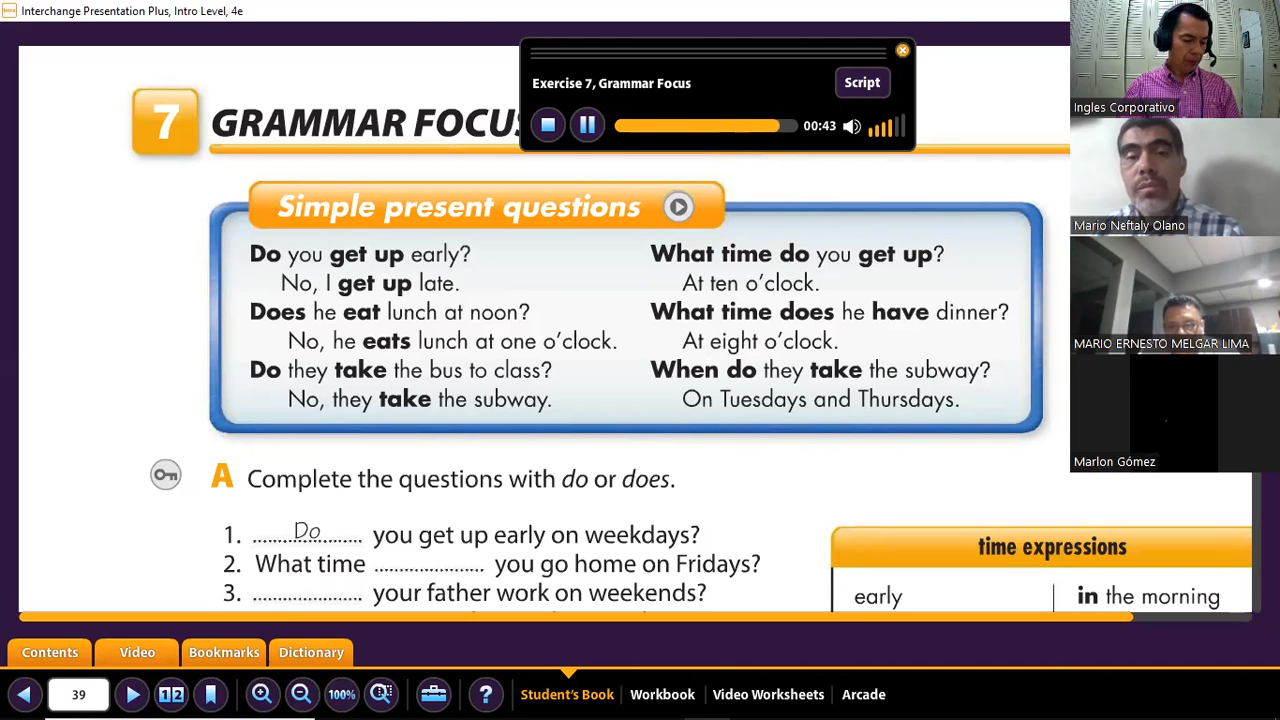 Interchange Presentation Plus, Intro Level, 4e
Exercise 7, Grammar Focus
Script
00:43
Ingles Corporativo
Mario Neftaly Olano
MARIO ERNESTO MELGAR LIMA
Marlon Gómez
7 GRAMMAR FOCUS
Simple present questions
Do you get up early?
No, I get up late.
Does he eat lunch at noon?
No, he eats lunch at one o'clock.
Do they take the bus to class?
No, they take the subway.
What time do you get up?
At ten o'clock.
What time does he have dinner?
At eight o'clock.
When do they take the subway?
On Tuesdays and Thursdays.
A Complete the questions with do or does.
1. Do you get up early on weekdays?
2. What time .................... you go home on Fridays?
3. .................... your father work on weekends?
time expressions
early
in the morning
Contents
Video
Bookmarks
Dictionary
39
1 2
100%
?
Student's Book
Workbook
Video Worksheets
Arcade